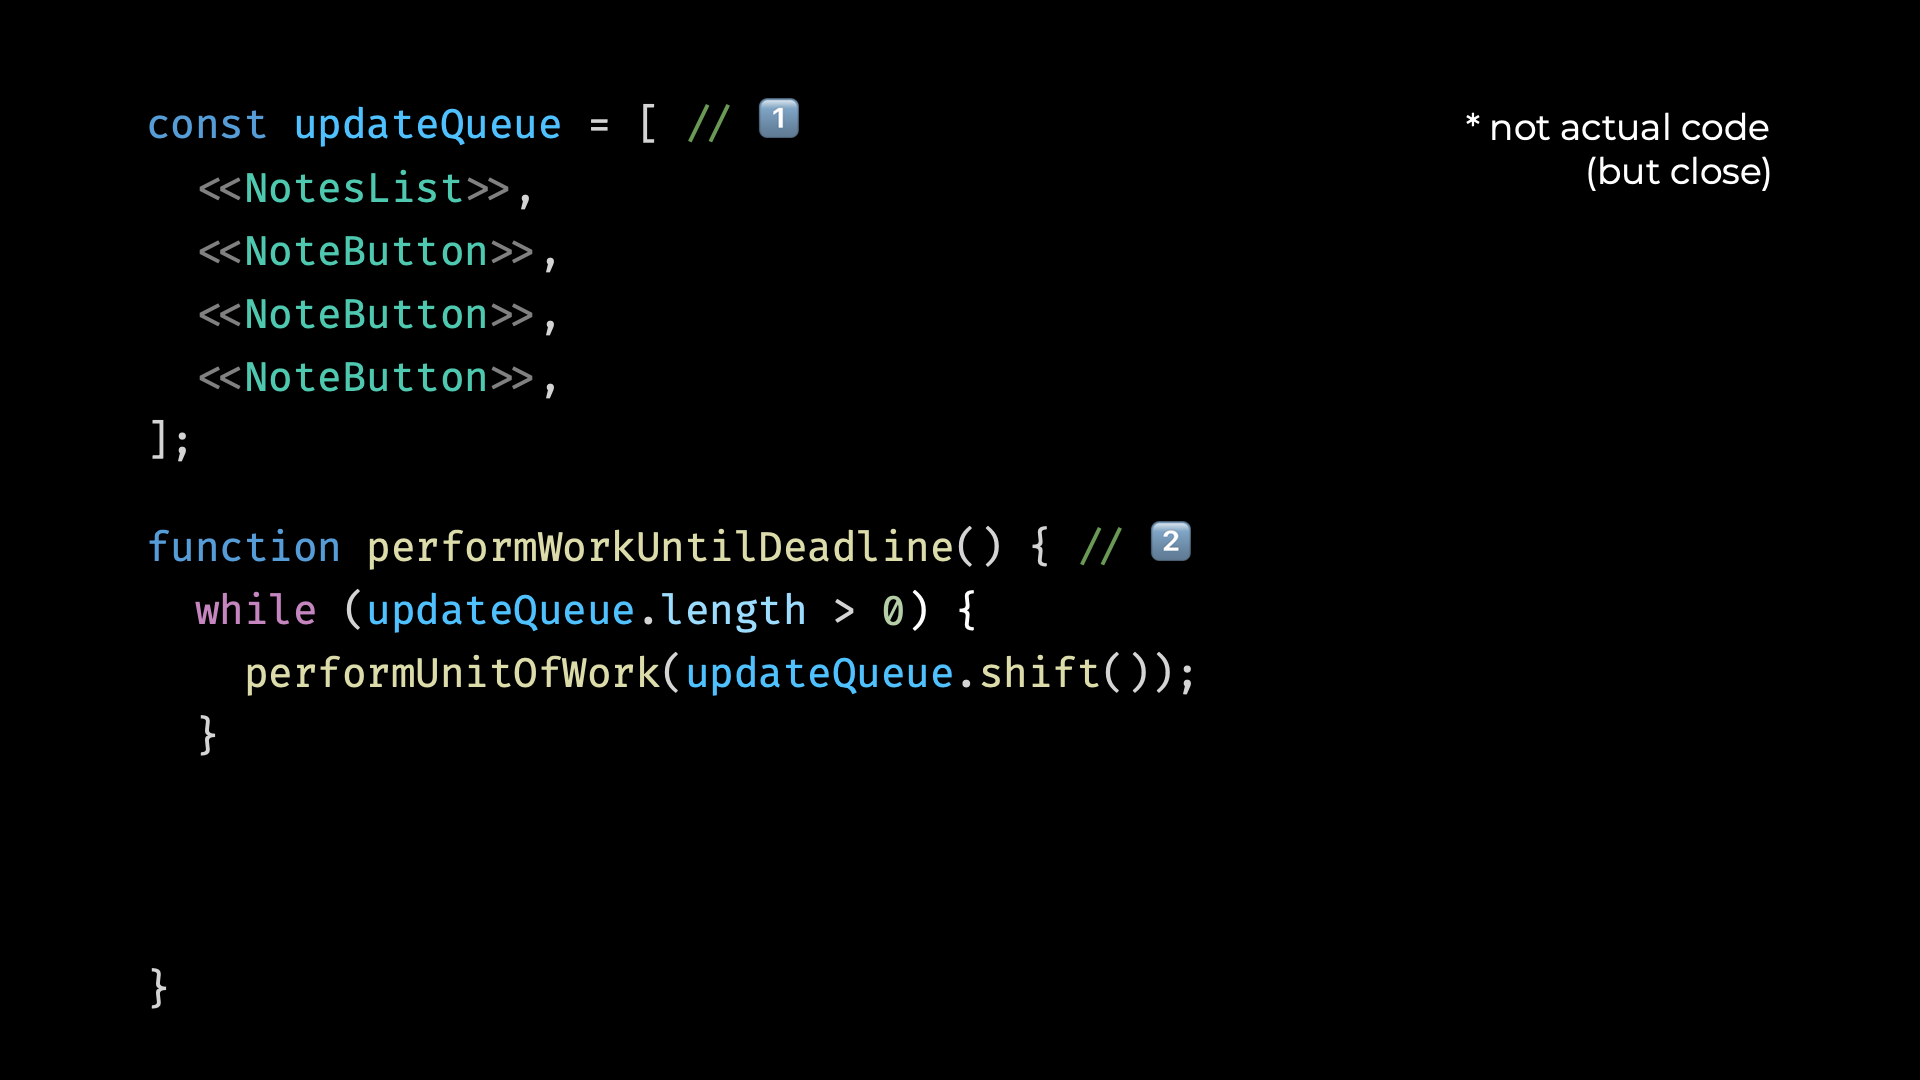 const updateQueue = [ // 1️⃣
* not actual code
(but close)
<<NotesList>>,
<<NoteButton>>,
<<NoteButton>>,
<<NoteButton>>,
];
function performWorkUntilDeadline() { // 2️⃣
while (updateQueue.length > 0) {
performUnitOfWork(updateQueue.shift());
}
}